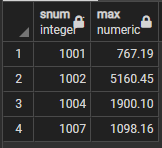 snum max
integer numeric
1 1001 767.19
2 1002 5160.45
3 1004 1900.10
4 1007 1098.16